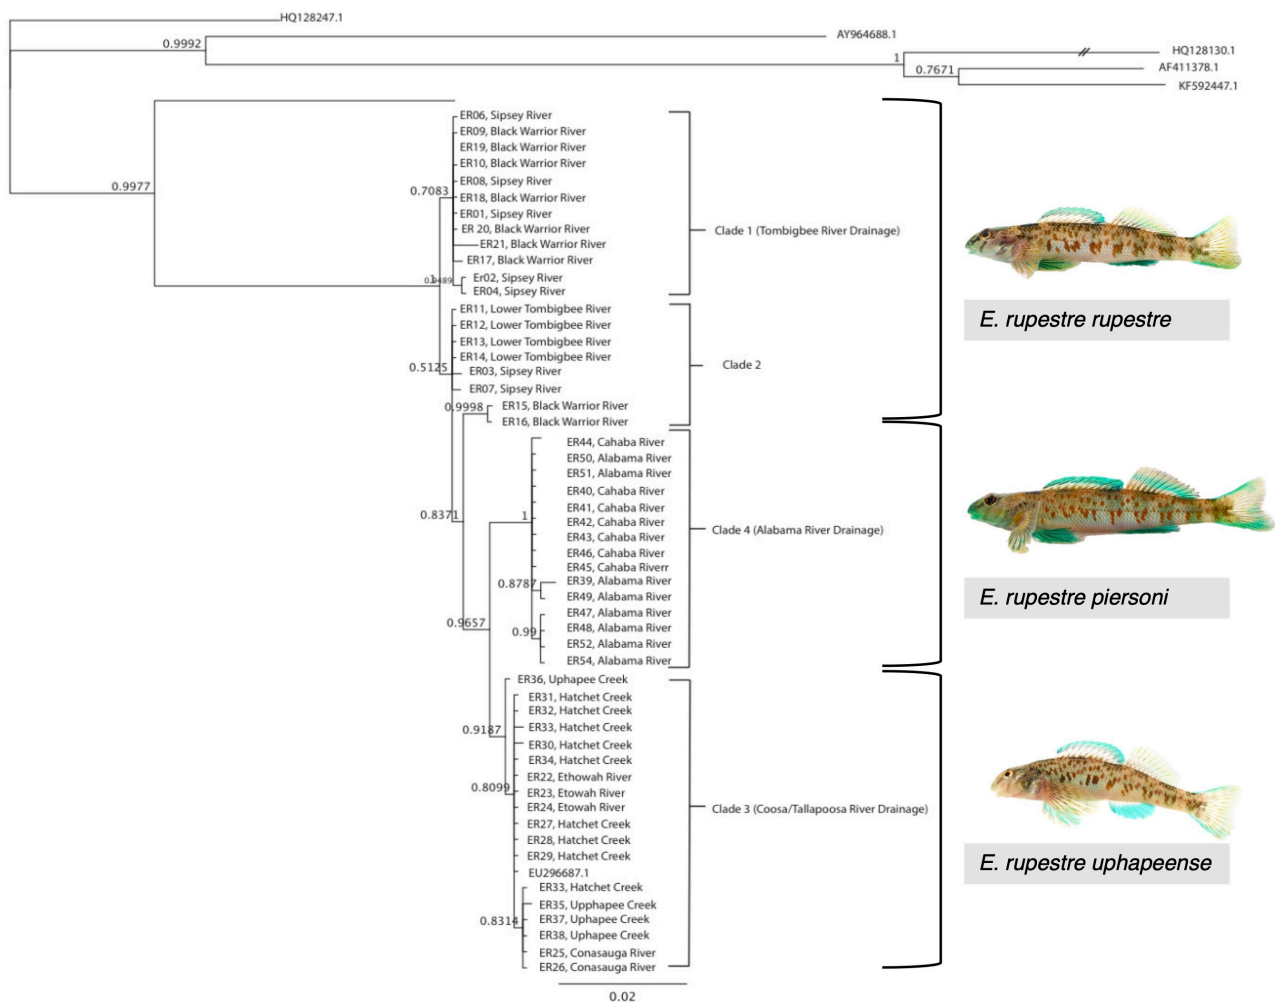 HQ128247.1
AY964688.1
0.9992
HQ128130.1
1
AF411378.1
0.7671
KF592447.1
ER06, Sipsey River
ER09, Black Warrior River
ER19, Black Warrior River
ER10, Black Warrior River
0.9977
ER08, Sipsey River
0.7083
ER18, Black Warrior River
ER01, Sipsey River
ER 20, Black Warrior River
Clade 1 (Tombigbee River Drainage)
ER21, Black Warrior River
ER17, Black Warrior River
Er02, Sipsey River
1
ER04, Sipsey River
ER11, Lower Tombigbee River
E. rupestre rupestre
ER12, Lower Tombigbee River
ER13, Lower Tombigbee River
ER14, Lower Tombigbee River
Clade 2
0.5125
ER03, Sipsey River
ER07, Sipsey River
0.9998
ER15, Black Warrior River
ER16, Black Warrior River
ER44, Cahaba River
ER50, Alabama River
ER51, Alabama River
ER40, Cahaba River
ER41, Cahaba River
0.8371
1
ER42, Cahaba River
Clade 4 (Alabama River Drainage)
ER43, Cahaba River
ER46, Cahaba River
ER45, Cahaba Riverr
0.8787
ER39, Alabama River
ER49, Alabama River
E. rupestre piersoni
ER47, Alabama River
0.9657
0.99
ER48, Alabama River
ER52, Alabama River
ER54, Alabama River
ER36, Uphapee Creek
ER31, Hatchet Creek
ER32, Hatchet Creek
0.9187
ER33, Hatchet Creek
ER30, Hatchet Creek
ER34, Hatchet Creek
ER22, Ethowah River
0.8099
ER23, Etowah River
ER24, Etowah River
Clade 3 (Coosa/Tallapoosa River Drainage)
ER27, Hatchet Creek
ER28, Hatchet Creek
ER29, Hatchet Creek
E. rupestre uphapeense
EU296687.1
ER33, Hatchet Creek
ER35, Upphapee Creek
0.8314
ER37, Uphapee Creek
ER38, Uphapee Creek
ER25, Conasauga River
ER26, Conasauga River
0.02